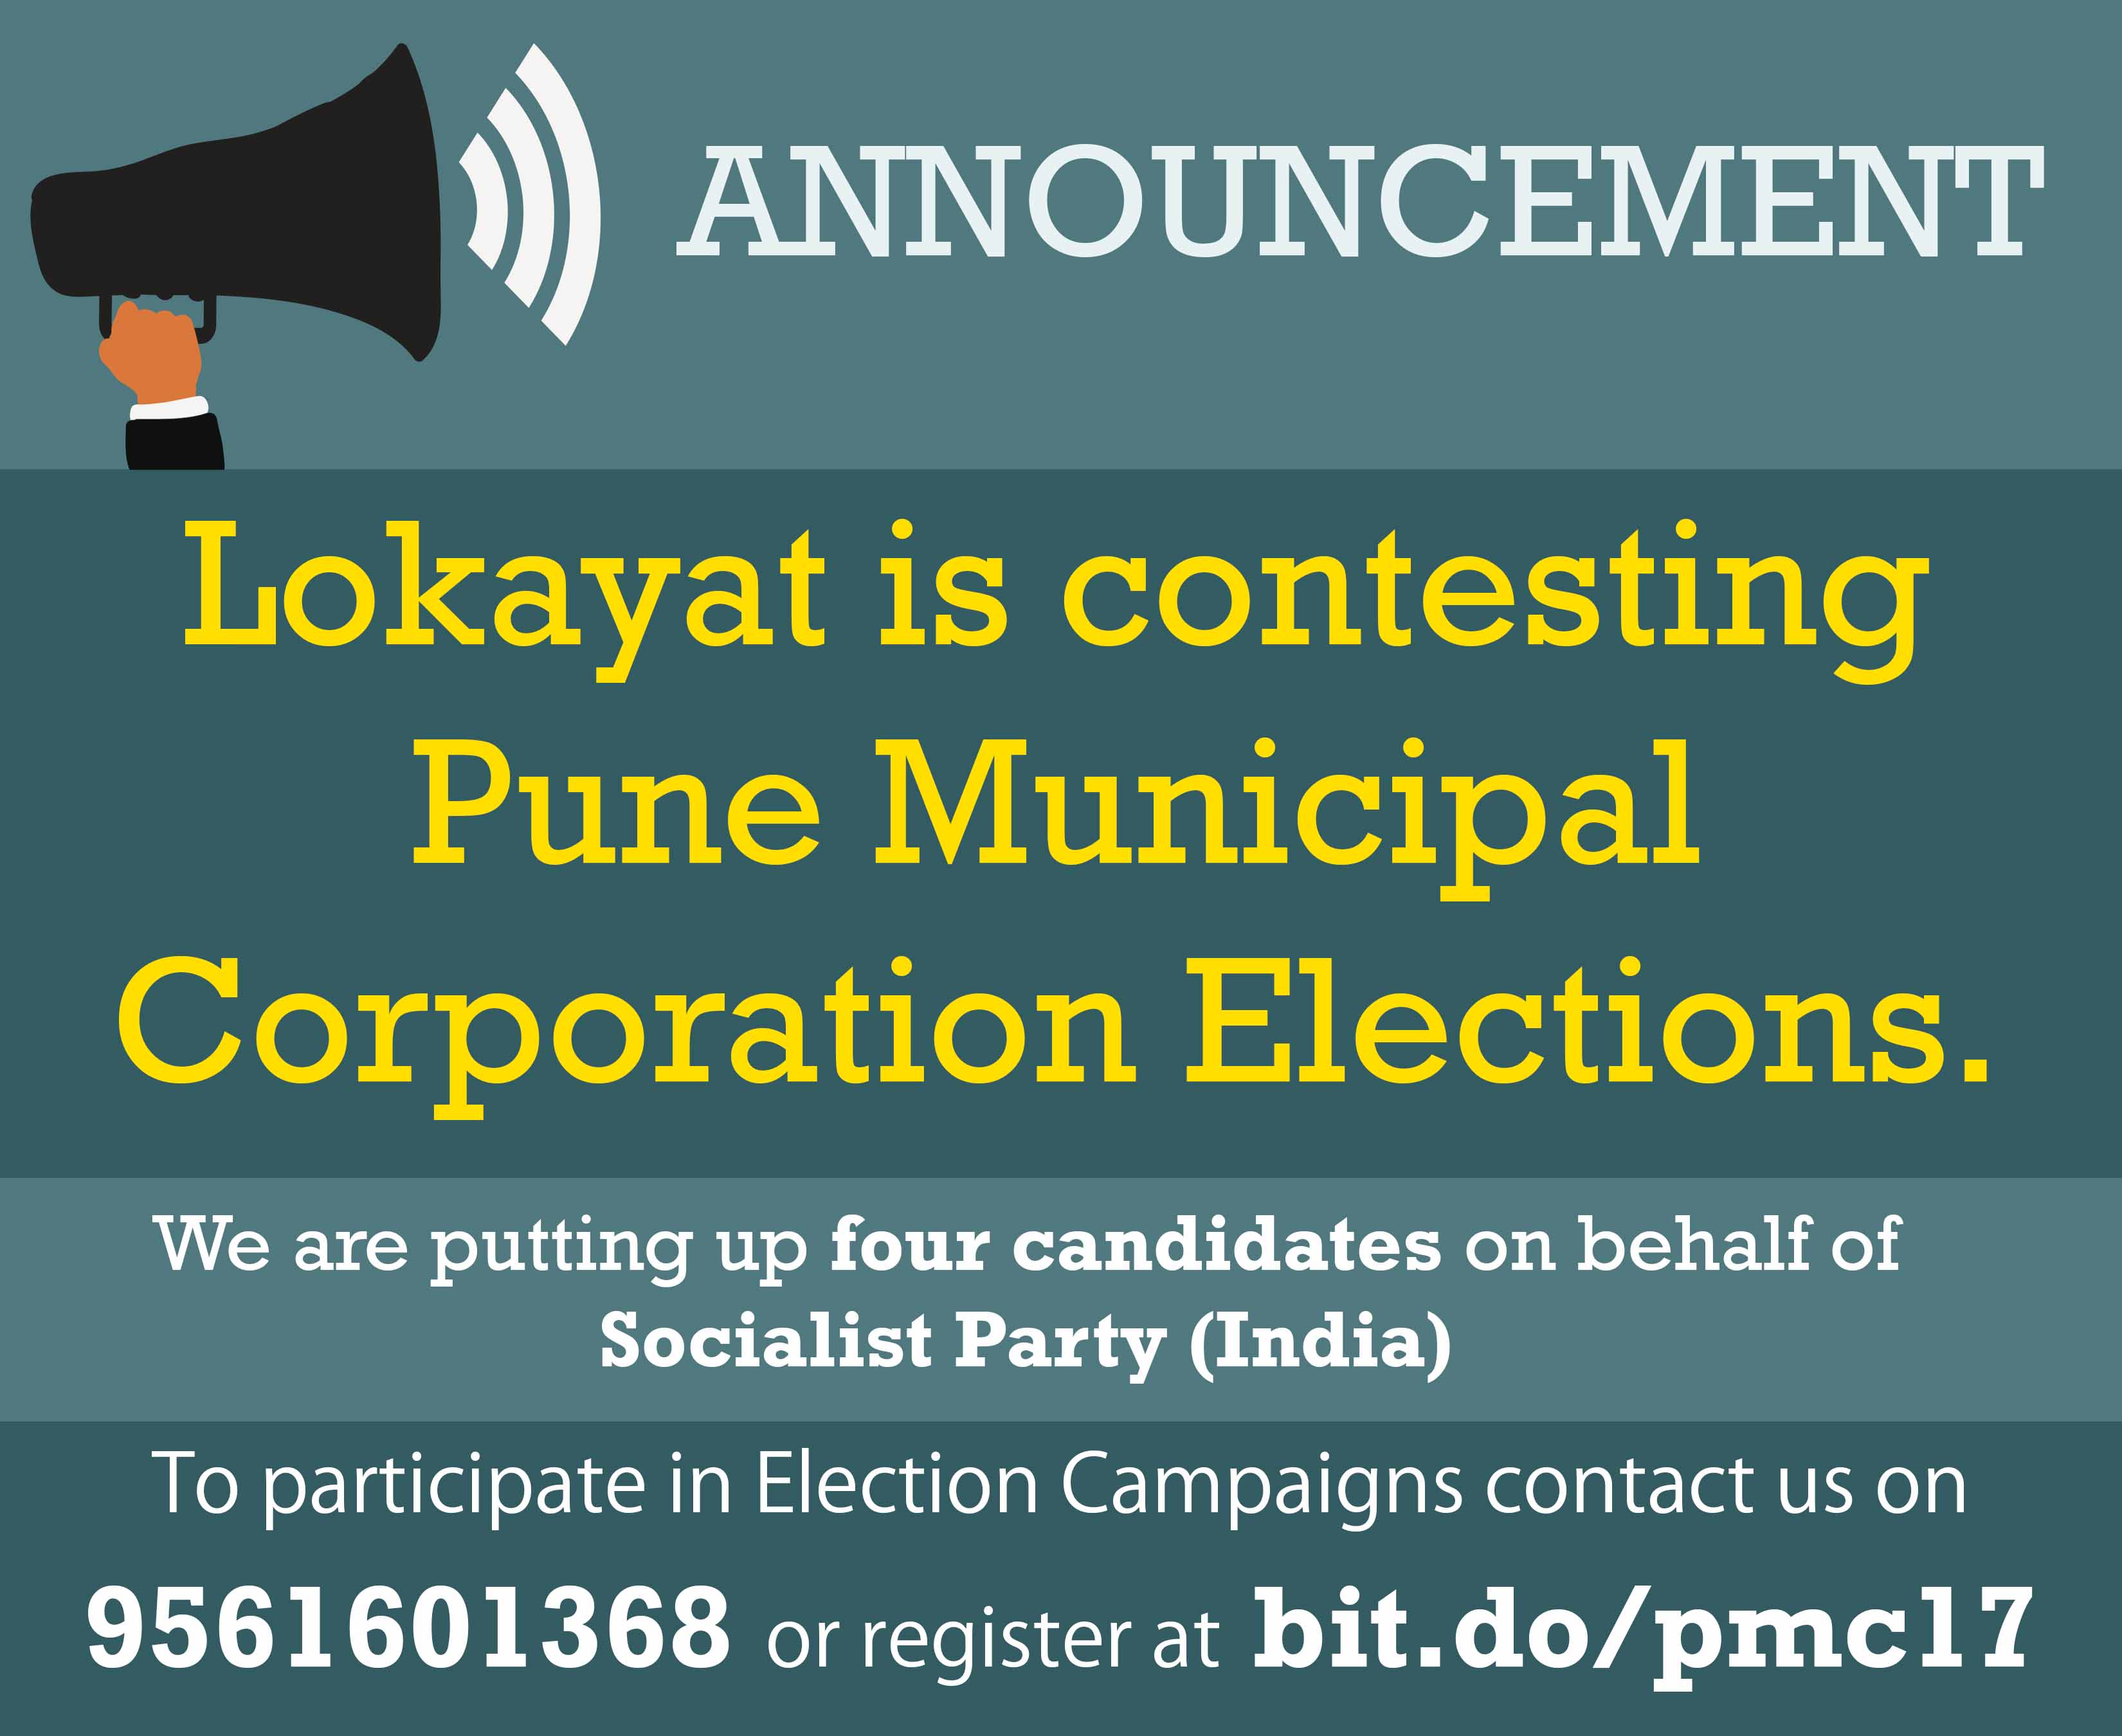 ANNOUNCEMENT
Lokayat is contesting
Pune Municipal
Corporation Elections.
We are putting up four candidates on behalf of
Socialist Party (India)
To participate in Election Campaigns contact us on
9561601368 or register at bit.do/pmc17